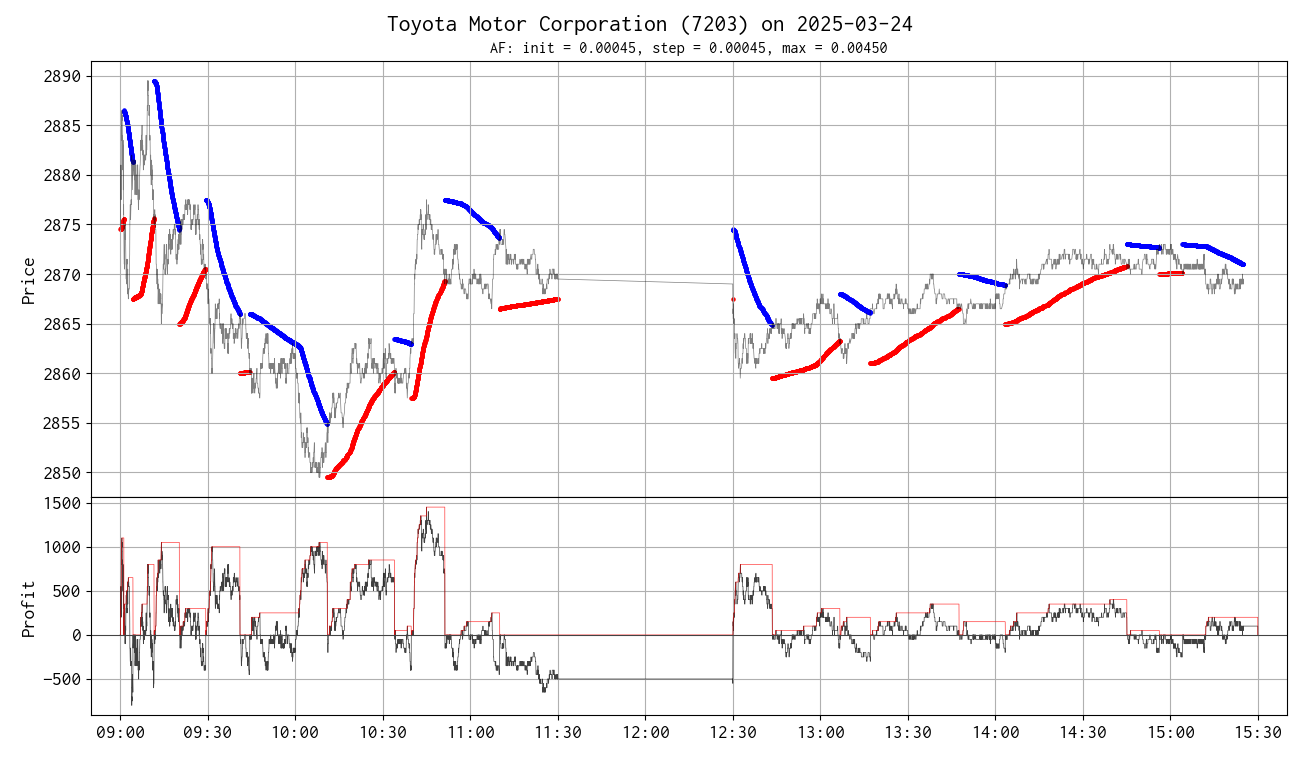 Toyota Motor Corporation (7203) on 2025-03-24
AF: init = 0.00045, step = 0.00045, max = 0.00450
Price
2890
2885
2880
2875
2870
2865
2860
2855
2850
Profit
1500
1000
500
0
−500
09:00 09:30 10:00 10:30 11:00 11:30 12:00 12:30 13:00 13:30 14:00 14:30 15:00 15:30